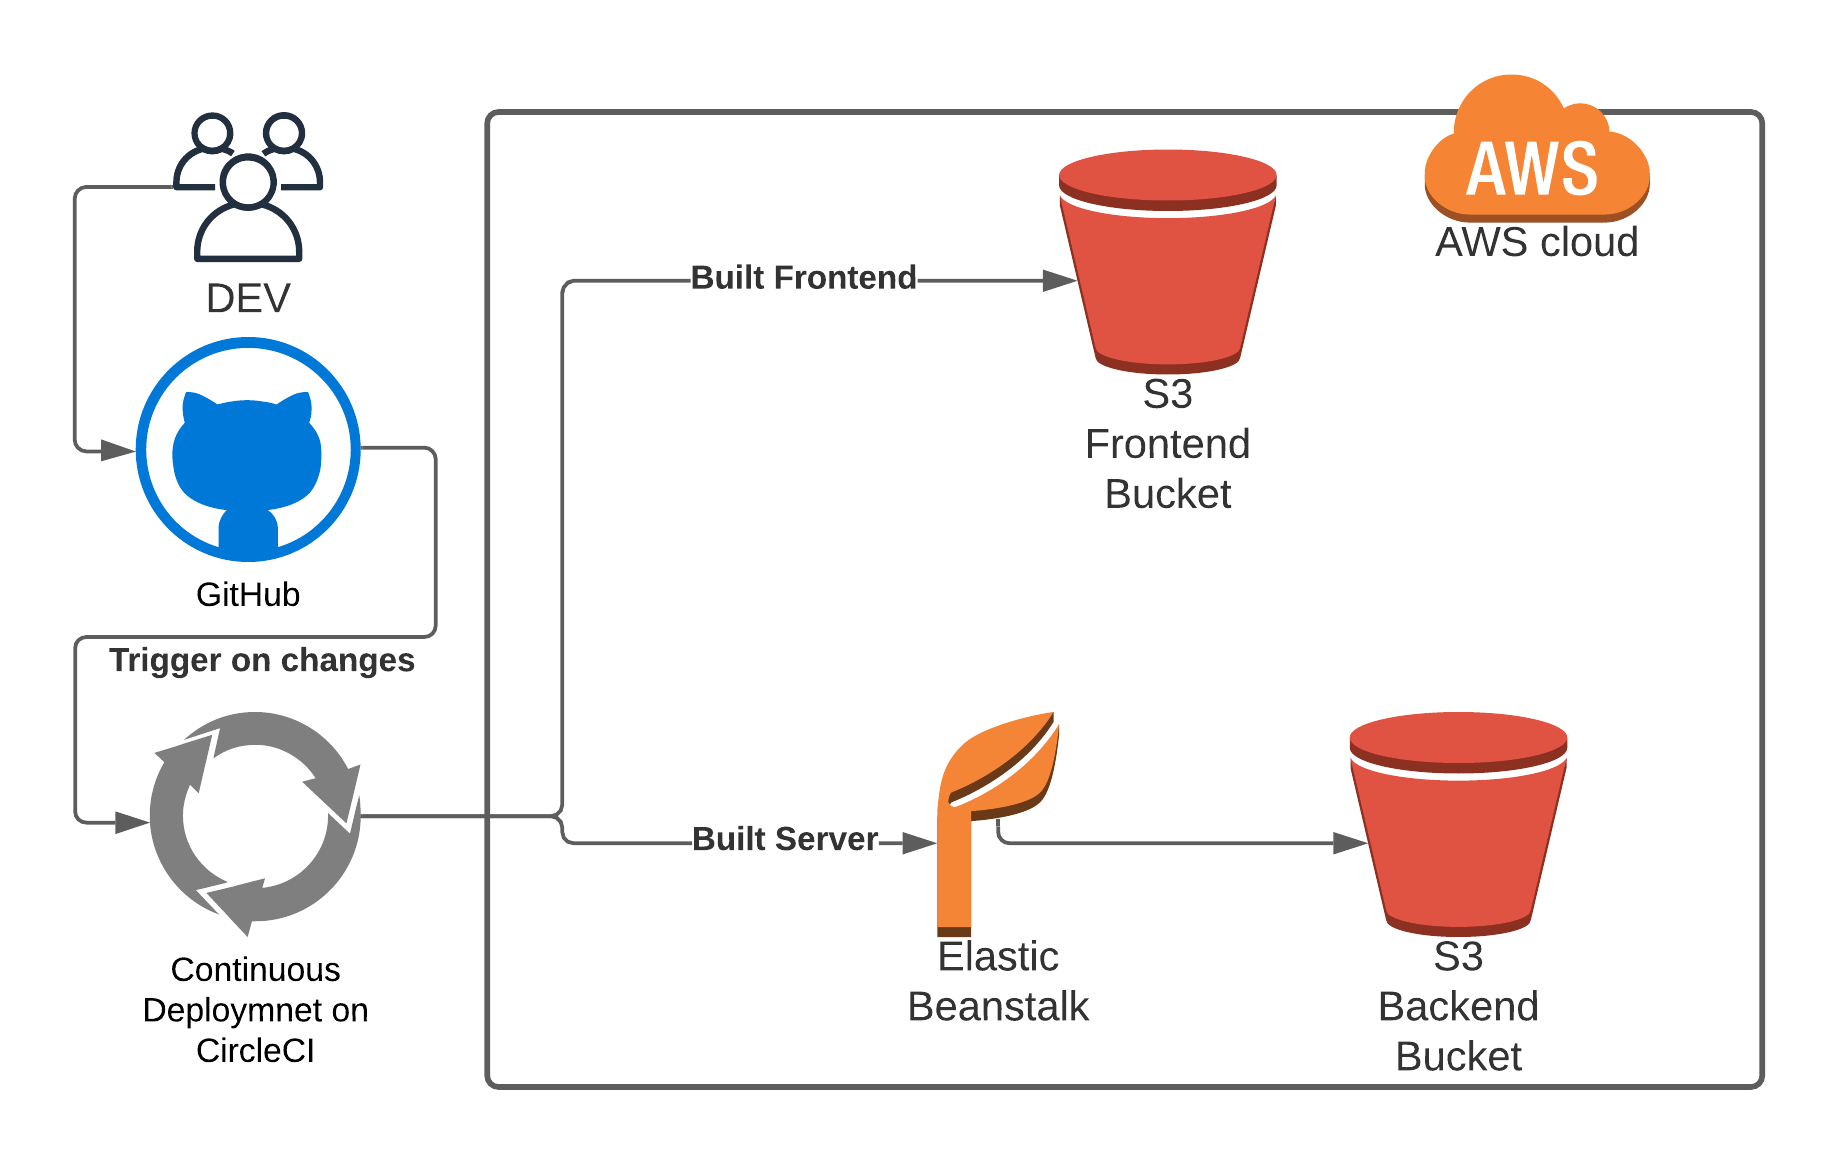 DEV
GitHub
Trigger on changes
Continuous
Deploymnet on
CircleCI
AWS
AWS cloud
Built Frontend
S3
Frontend
Bucket
Built Server
Elastic
Beanstalk
S3
Backend
Bucket